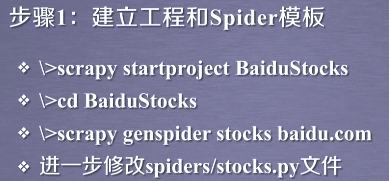 步骤1：建立工程和Spider模板
❖ \>scrapy startproject BaiduStocks
❖ \>cd BaiduStocks
❖ \>scrapy genspider stocks baidu.com
❖ 进一步修改spiders/stocks.py文件